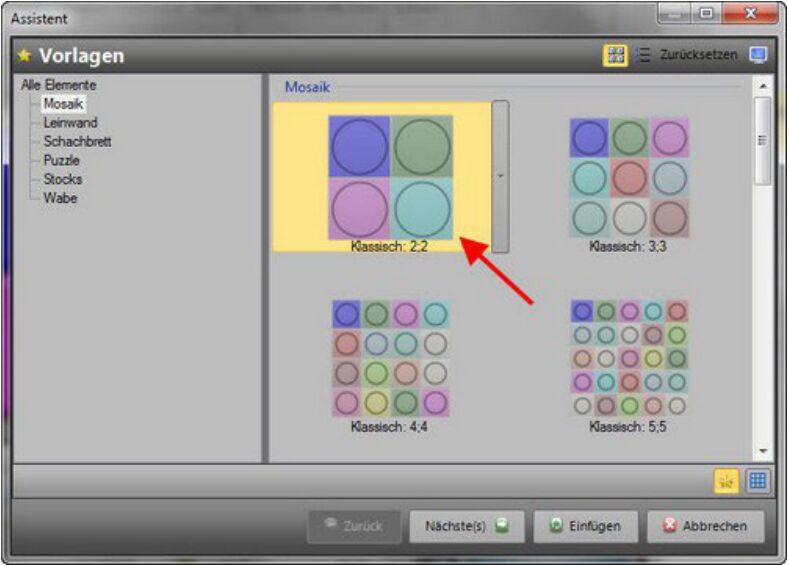 Assistent
Vorlagen
Zurücksetzen
Alle Elemente
Mosaik
Leinwand
Schachbrett
Puzzle
Stocks
Wabe
Mosaik
Klassisch: 2;2
Klassisch: 3;3
Klassisch: 4;4
Klassisch: 5;5
Zurück
Nächste(s)
Einfügen
Abbrechen